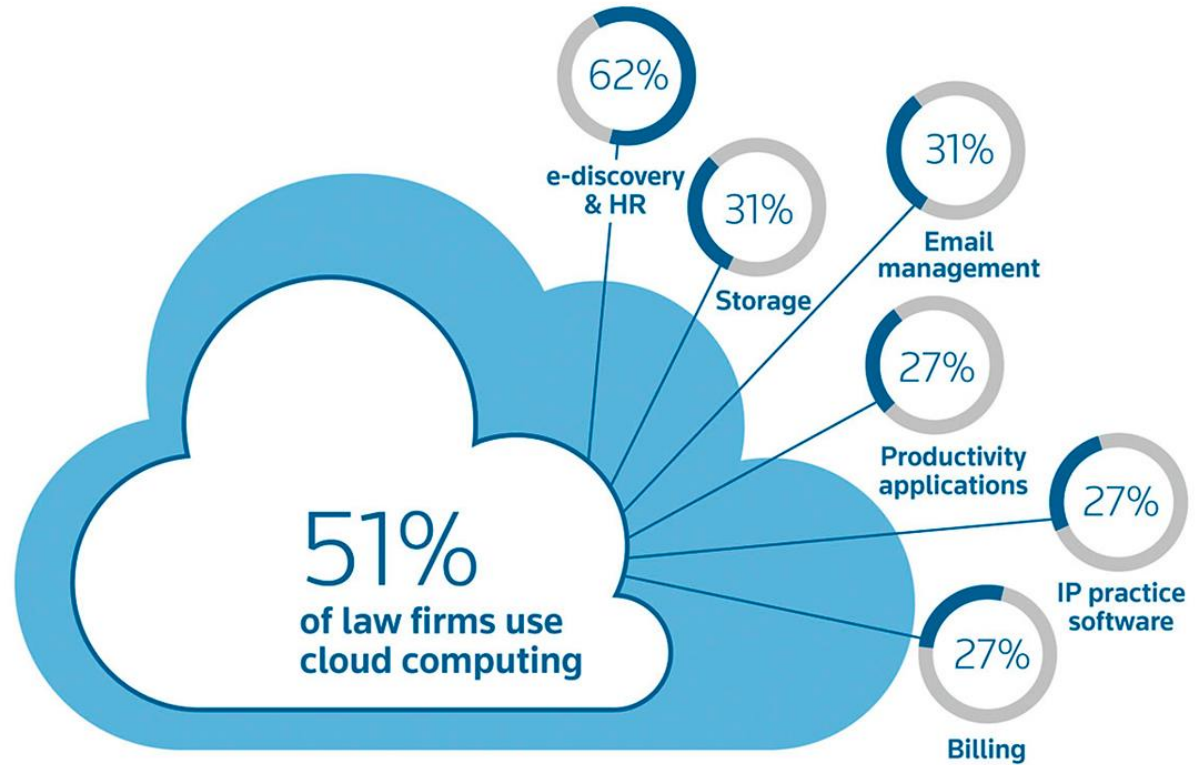 62%
e-discovery
& HR
31%
Storage
31%
Email
management
27%
Productivity
applications
27%
IP practice
software
27%
Billing
51%
of law firms use
cloud computing